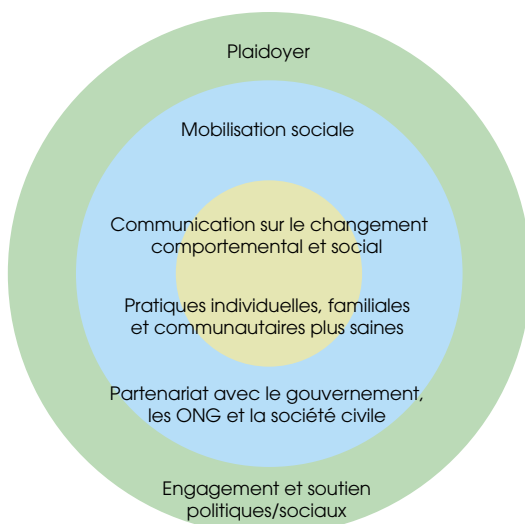 Plaidoyer
Mobilisation sociale
Communication sur le changement
comportemental et social
Pratiques individuelles, familiales
et communautaires plus saines
Partenariat avec le gouvernement,
les ONG et la société civile
Engagement et soutien
politiques/sociaux